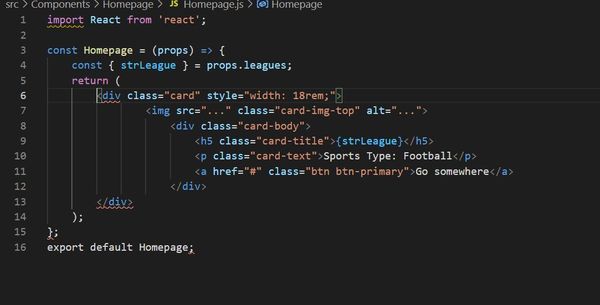 src > Components > Homepage > JS Homepage.js > Homepage
1 import React from 'react';
2
3 const Homepage = (props) => {
4     const { strLeague } = props.leagues;
5     return (
6         <div class="card" style="width: 18rem;">
7                 <img src="..." class="card-img-top" alt="...">
8                     <div class="card-body">
9                         <h5 class="card-title">{strLeague}</h5>
10                         <p class="card-text">Sports Type: Football</p>
11                         <a href="#" class="btn btn-primary">Go somewhere</a>
12                     </div>
13         </div>
14     );
15 };
16 export default Homepage;